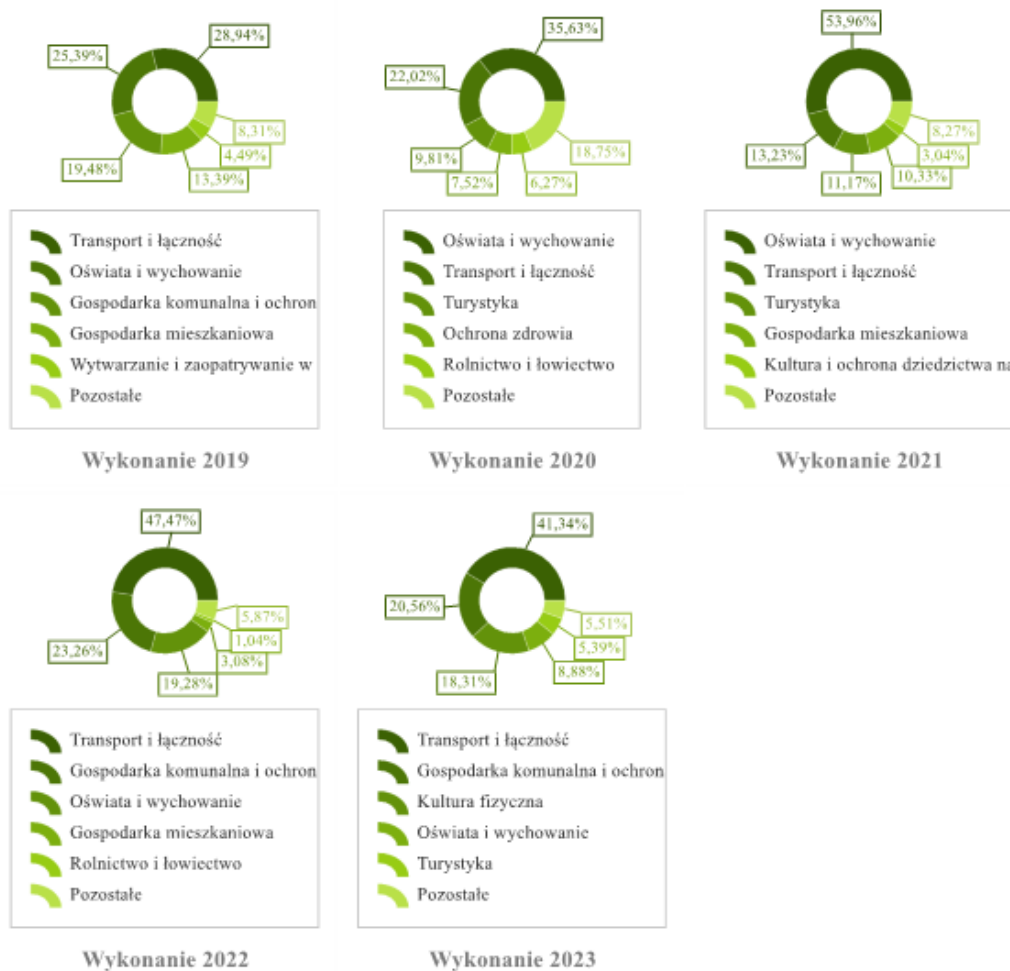 28,94%
25,39%
19,48%
13,39%
4,49%
8,31%
Transport i łączność
Oświata i wychowanie
Gospodarka komunalna i ochron
Gospodarka mieszkaniowa
Wytwarzanie i zaopatrywanie w
Pozostałe
Wykonanie 2019
35,63%
22,02%
9,81%
7,52%
6,27%
18,75%
Oświata i wychowanie
Transport i łączność
Turystyka
Ochrona zdrowia
Rolnictwo i łowiectwo
Pozostałe
Wykonanie 2020
53,96%
13,23%
11,17%
10,33%
3,04%
8,27%
Oświata i wychowanie
Transport i łączność
Turystyka
Gospodarka mieszkaniowa
Kultura i ochrona dziedzictwa na
Pozostałe
Wykonanie 2021
47,47%
23,26%
19,28%
3,08%
1,04%
5,87%
Transport i łączność
Gospodarka komunalna i ochron
Oświata i wychowanie
Gospodarka mieszkaniowa
Rolnictwo i łowiectwo
Pozostałe
Wykonanie 2022
41,34%
20,56%
18,31%
8,88%
5,39%
5,51%
Transport i łączność
Gospodarka komunalna i ochron
Kultura fizyczna
Oświata i wychowanie
Turystyka
Pozostałe
Wykonanie 2023